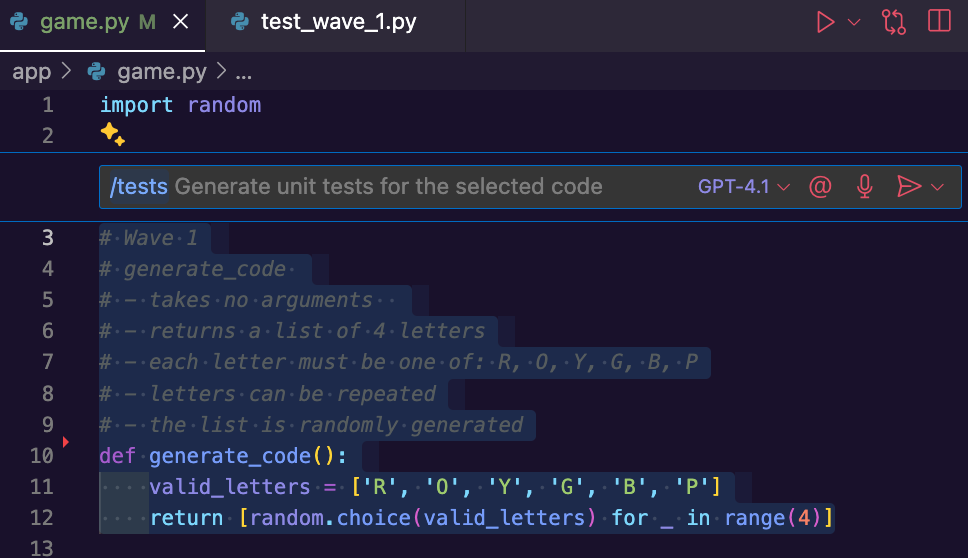 game.py M
test_wave_1.py
app > game.py > ...
1 import random
2
/tests Generate unit tests for the selected code GPT-4.1
3 # Wave 1
4 # generate_code
5 # - takes no arguments
6 # - returns a list of 4 letters
7 # - each letter must be one of: R, O, Y, G, B, P
8 # - letters can be repeated
9 # - the list is randomly generated
10 def generate_code():
11 valid_letters = ['R', 'O', 'Y', 'G', 'B', 'P']
12 return [random.choice(valid_letters) for _ in range(4)]
13